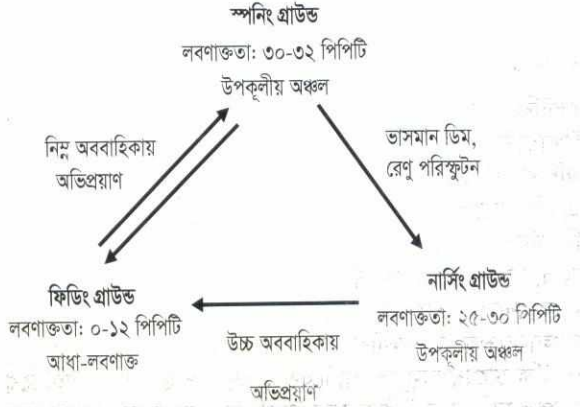 স্পনিং গ্রাউন্ড
লবণাক্ততা: ৩০-৩২ পিপিটি
উপকূলীয় অঞ্চল
নিম্ন অববাহিকায়
অভিপ্রয়াণ
ভাসমান ডিম,
রেণু পরিস্ফুটন
ফিডিং গ্রাউন্ড
লবণাক্ততা: ০-১২ পিপিটি
আধা-লবণাক্ত
উচ্চ অববাহিকায়
অভিপ্রয়াণ
নার্সিং গ্রাউন্ড
লবণাক্ততা: ২৫-৩০ পিপিটি
উপকূলীয় অঞ্চল